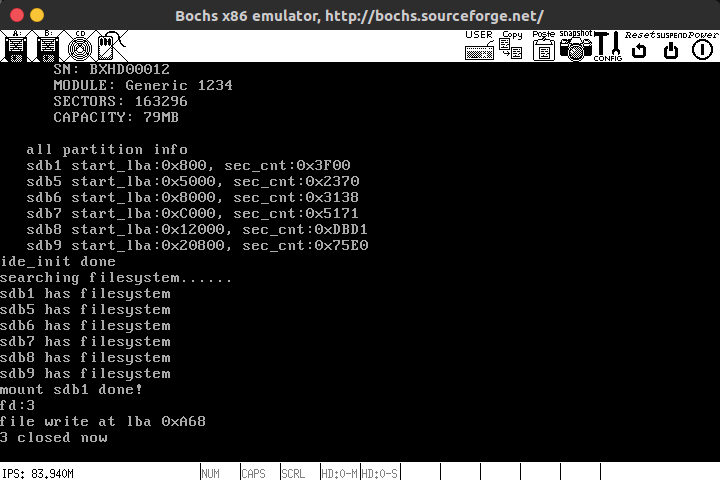 Bochs x86 emulator, http://bochs.sourceforge.net/
A: B: CD USER Copy Paste snapshot CONFIG Reset SUSPEND Power
SN: BXHD00012
MODULE: Generic 1234
SECTORS: 163296
CAPACITY: 79MB
all partition info
sdb1 start_lba:0x800, sec_cnt:0x3F00
sdb5 start_lba:0x5000, sec_cnt:0x2370
sdb6 start_lba:0x8000, sec_cnt:0x3138
sdb7 start_lba:0xC000, sec_cnt:0x5171
sdb8 start_lba:0x12000, sec_cnt:0xDBD1
sdb9 start_lba:0x20800, sec_cnt:0x75E0
ide_init done
searching filesystem......
sdb1 has filesystem
sdb5 has filesystem
sdb6 has filesystem
sdb7 has filesystem
sdb8 has filesystem
sdb9 has filesystem
mount sdb1 done!
fd:3
file write at lba 0xA68
3 closed now
IPS: 83.940M NUM CAPS SCRL HD:0-M HD:0-S